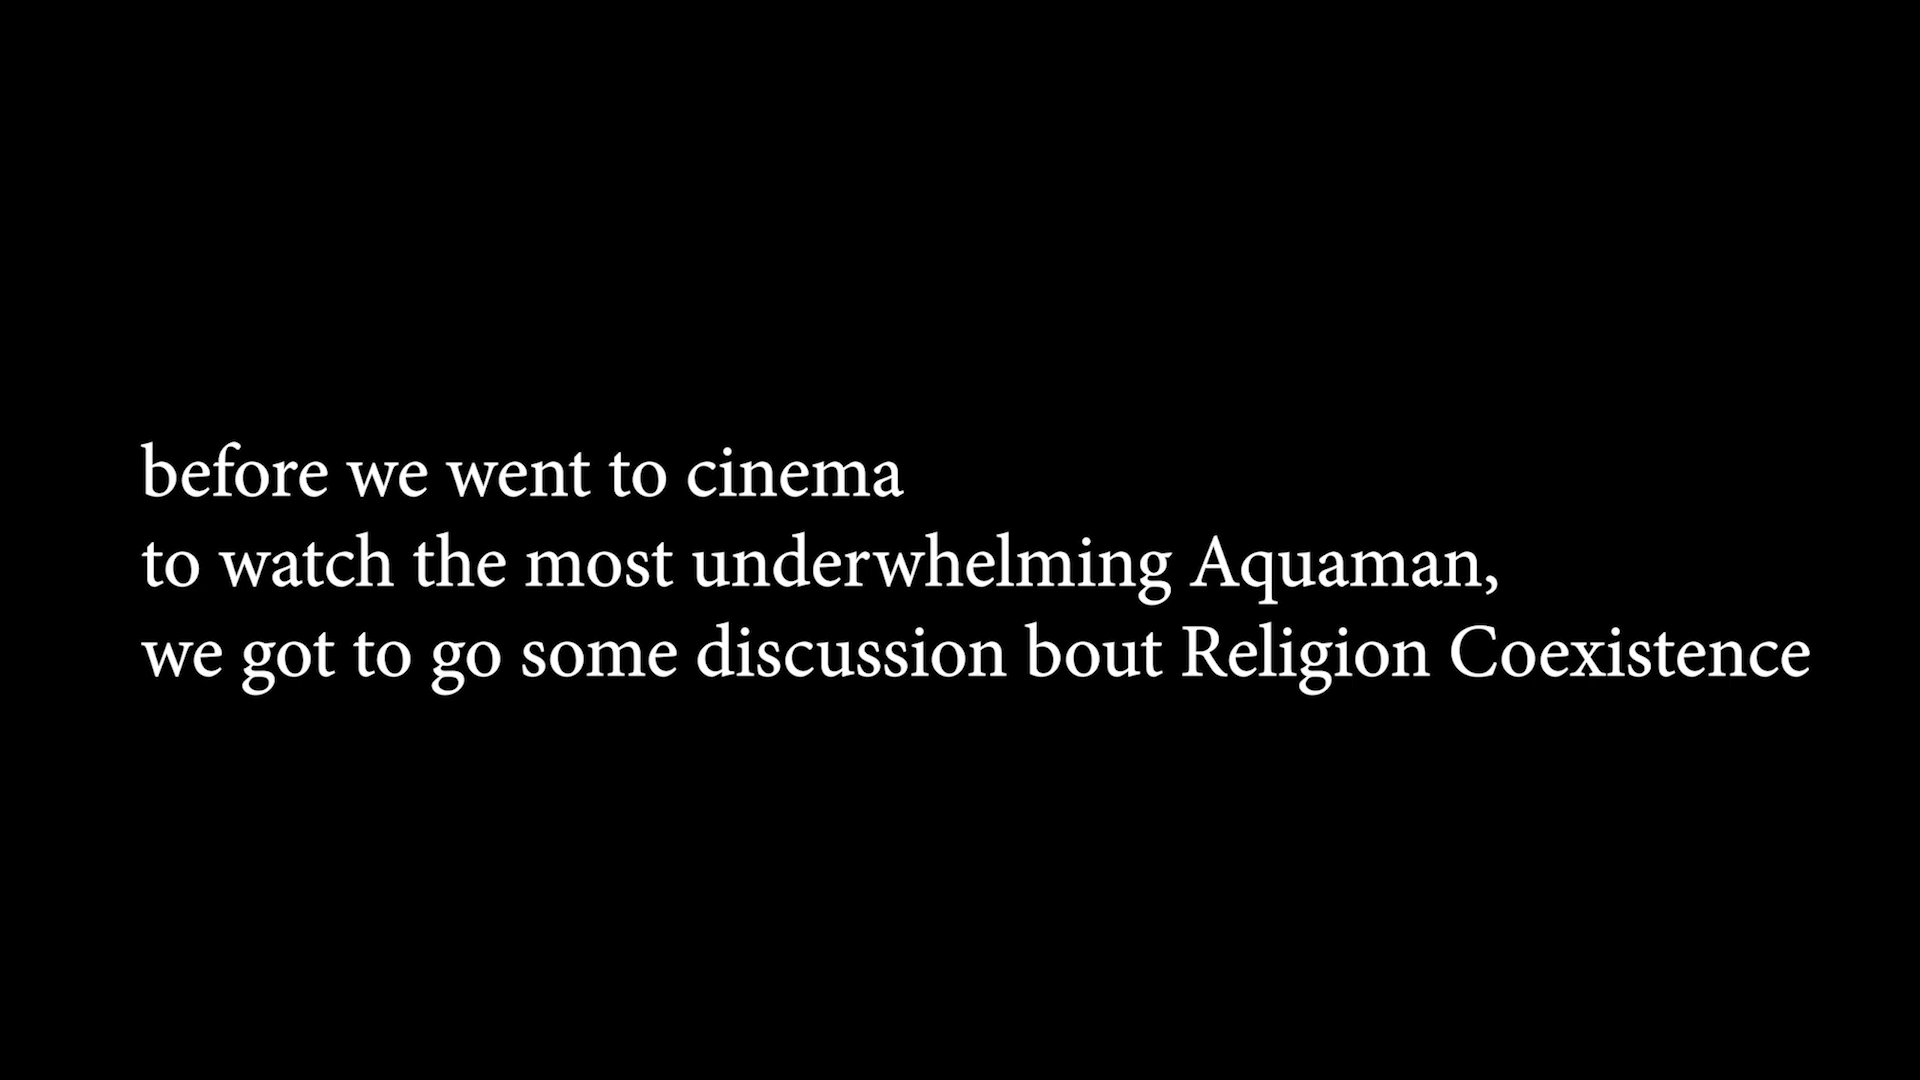 before we went to cinema
to watch the most underwhelming Aquaman,
we got to go some discussion bout Religion Coexistence